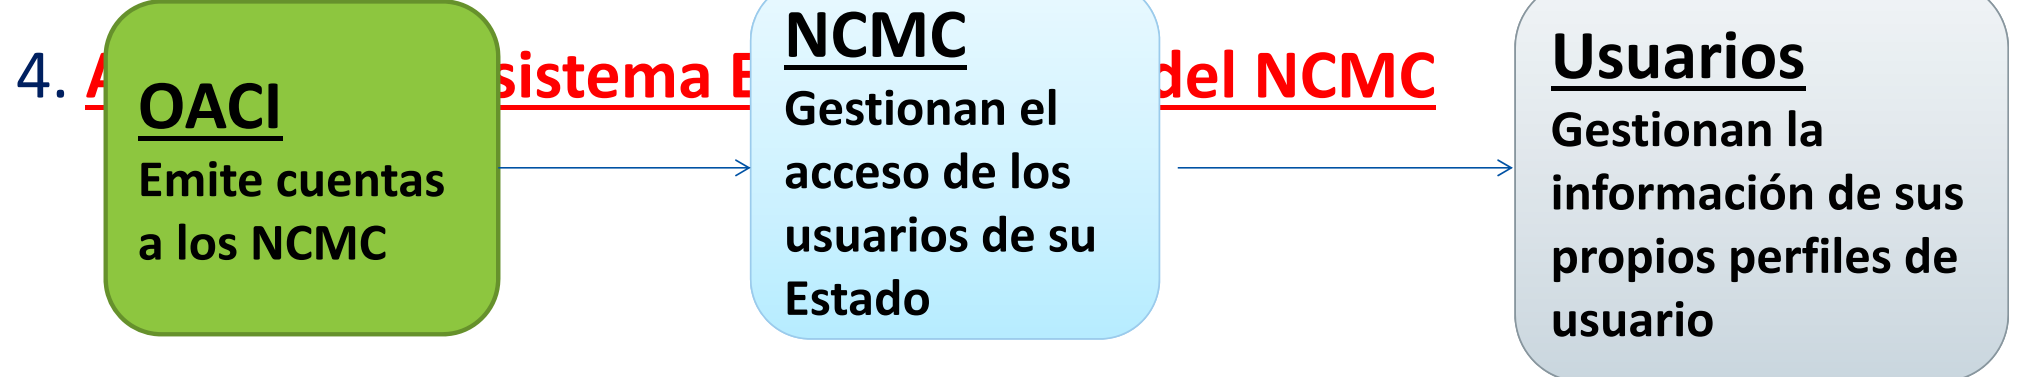 4. sistema del NCMC
OACI
Emite cuentas
a los NCMC
NCMC
Gestionan el
acceso de los
usuarios de su
Estado
Usuarios
Gestionan la
información de sus
propios perfiles de
usuario